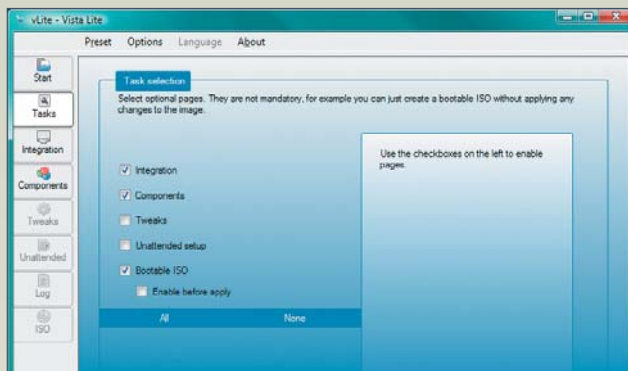 vLite - Vista Lite
Preset Options Language About
Start
Tasks
Integration
Components
Tweaks
Unattended
Log
ISO
Task selection
Select optional pages. They are not mandatory, for example you can just create a bootable ISO without applying any
changes to the image.
Integration
Components
Tweaks
Unattended setup
Bootable ISO
Enable before apply
All None
Use the checkboxes on the left to enable
pages.